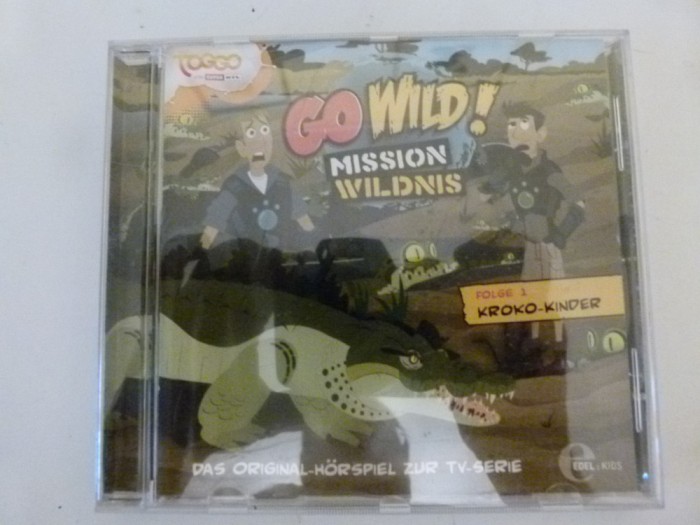 TOGGO
GO WILD!
MISSION
WILDNIS
FOLGE 1
KROKO-KINDER
DAS ORIGINAL-HÖRSPIEL ZUR TV-SERIE
e
EDEL:KIDS